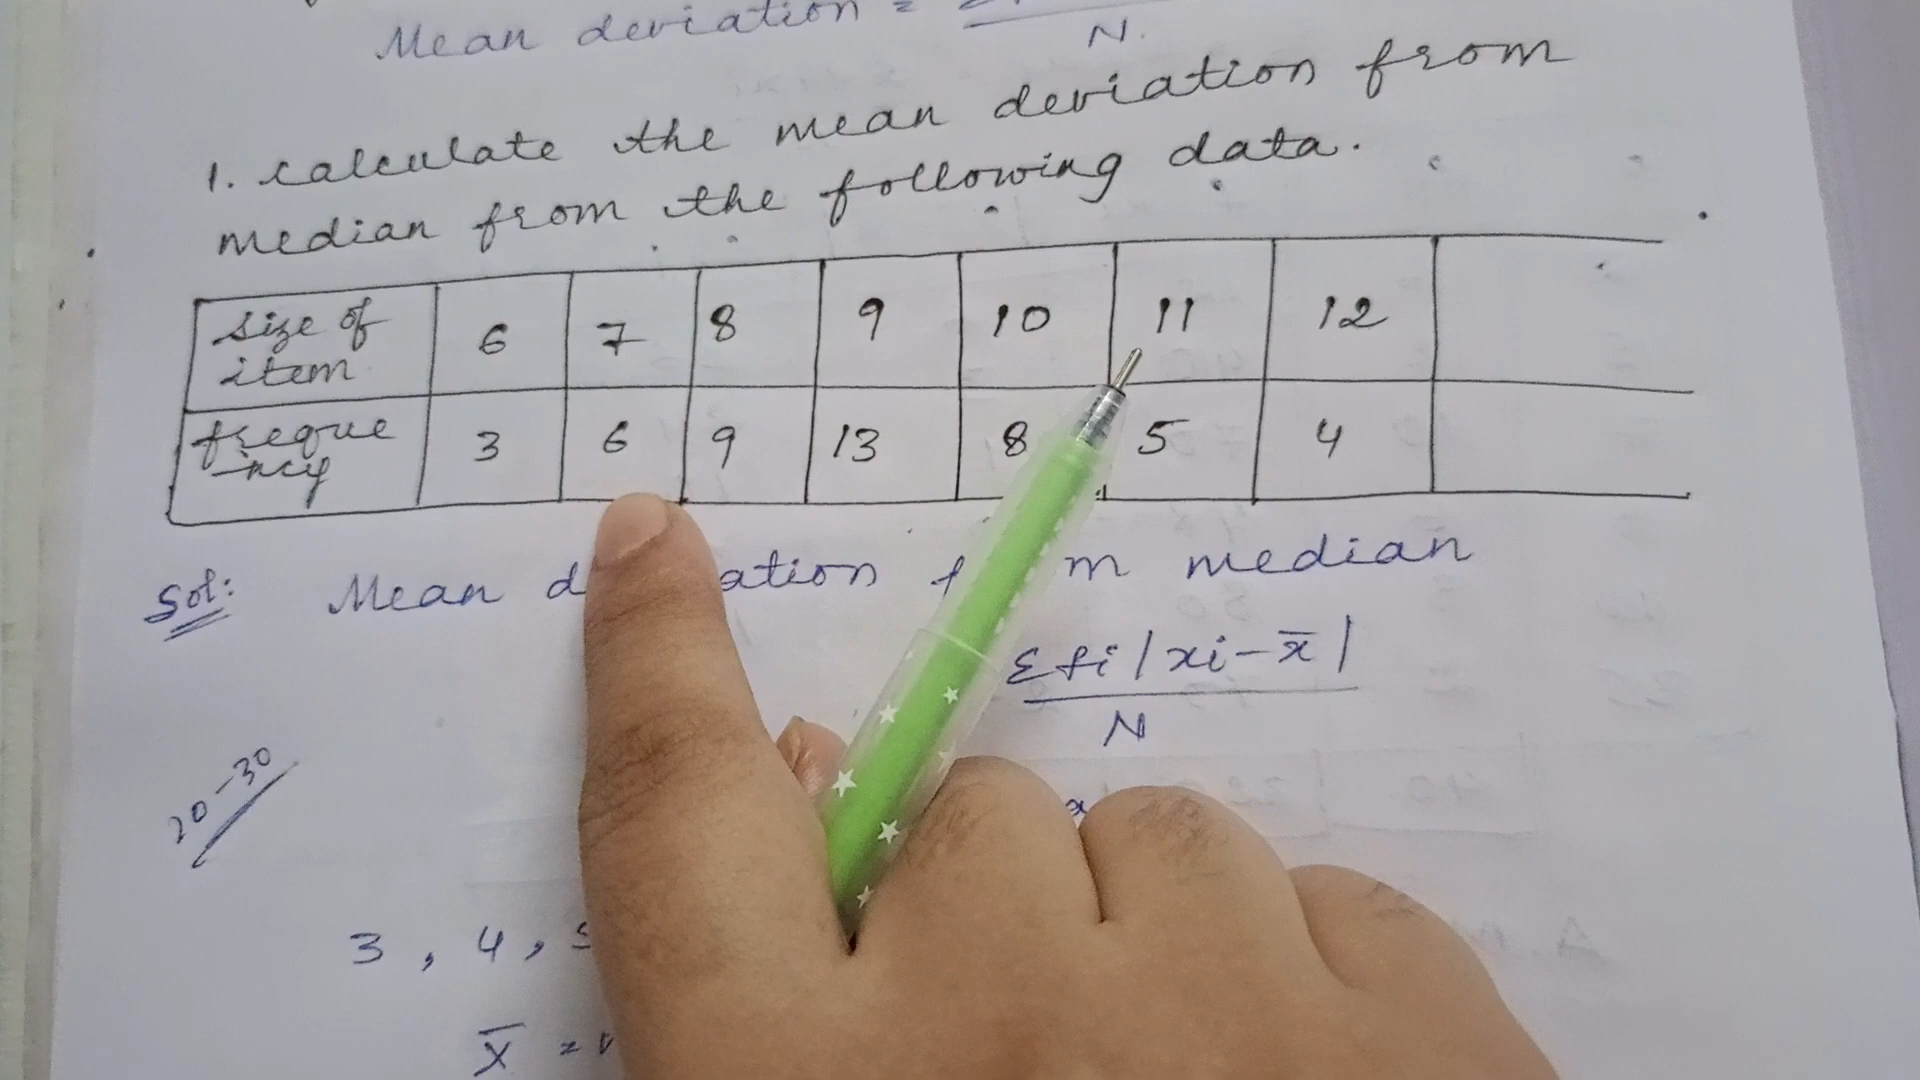 Mean deviation =
N.
1. Calculate the mean deviation from
median from the following data.
size of item 6 7 8 9 10 11 12
freque-ncy 3 6 9 13 8 5 4
Sol: Mean d ation m median
Σfi|xi-x̄|
N
20-30
3, 4,
X̄ =